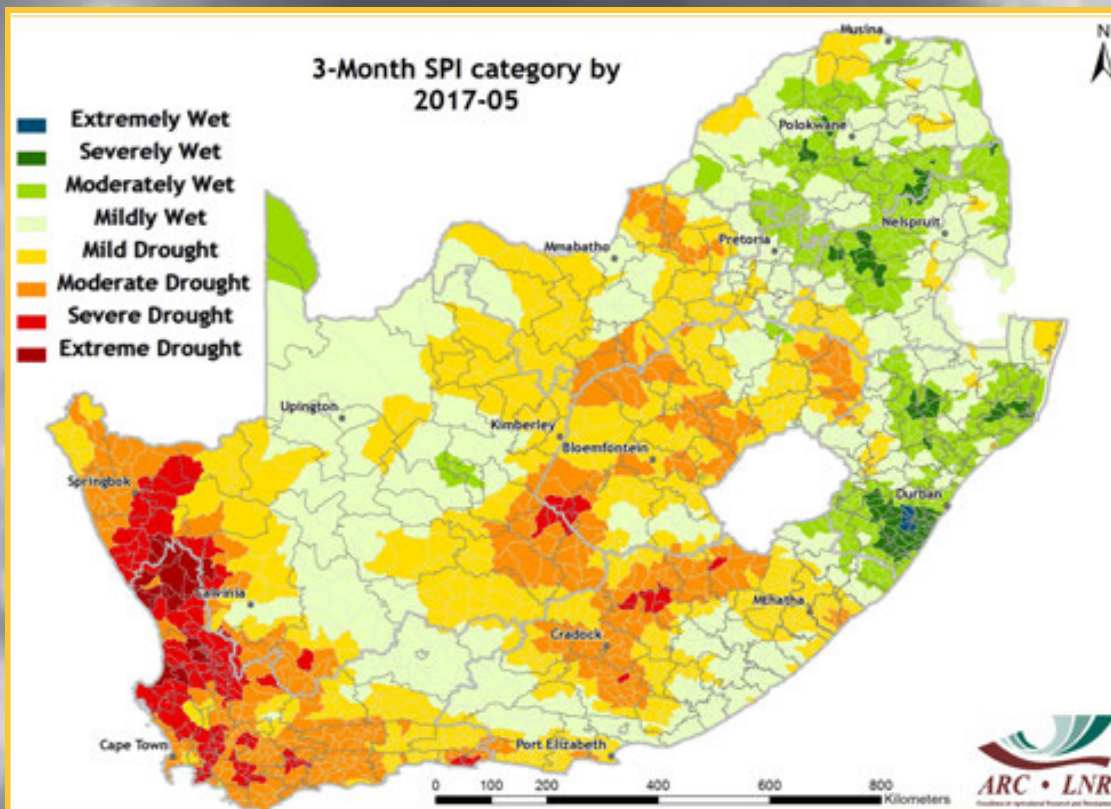 3-Month SPI category by
2017-05
Extremely Wet
Severely Wet
Moderately Wet
Mildly Wet
Mild Drought
Moderate Drought
Severe Drought
Extreme Drought
N
Musina
Polokwane
Nelspruit
Pretoria
Mmabatho
Upington
Kimberley
Bloemfontein
Springbok
Durban
Calvinia
Mthatha
Cradock
Cape Town
Port Elizabeth
0 100 200 400 600 800
Kilometers
ARC • LNR